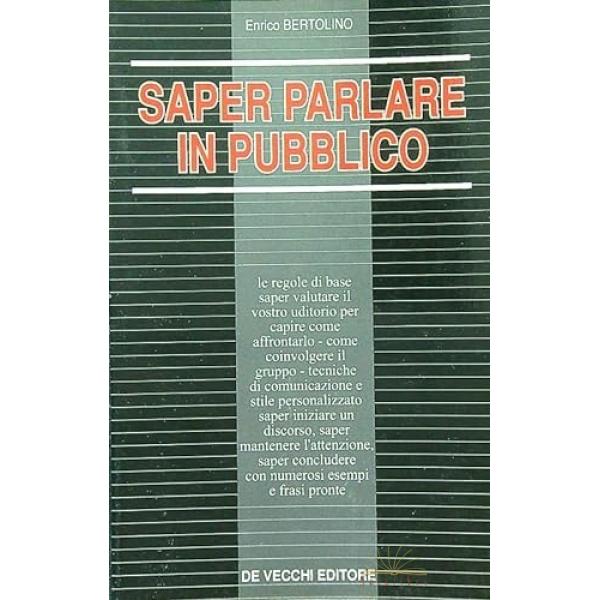 Enrico BERTOLINO
SAPER PARLARE
IN PUBBLICO
le regole di base
saper valutare il
vostro uditorio per
capire come
affrontarlo - come
coinvolgere il
gruppo - tecniche
di comunicazione e
stile personalizzato
saper iniziare un
discorso, saper
mantenere l'attenzione,
saper concludere
con numerosi esempi
e frasi pronte
DE VECCHI EDITORE